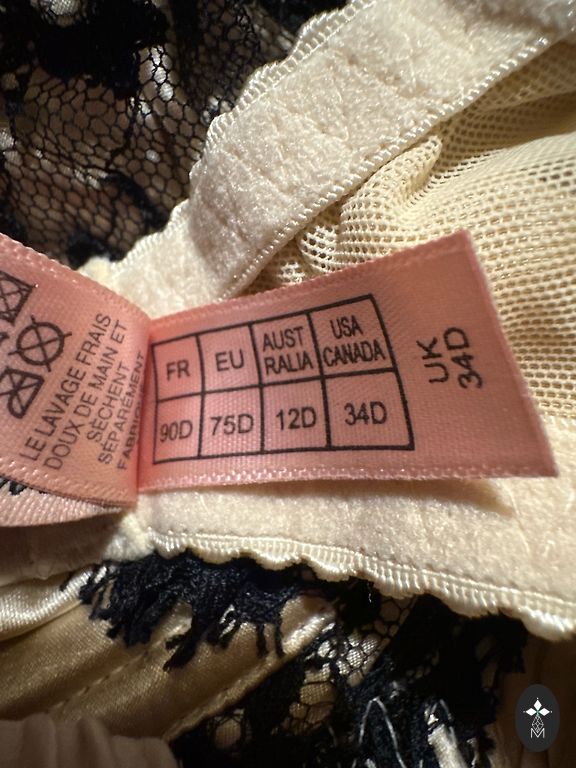 LE LAVAGE FRAIS
DOUX DE MAIN ET
SÈCHENT
SÉPARÉMENT
FR EU AUST RALIA USA CANADA
90D 75D 12D 34D
UK
34D